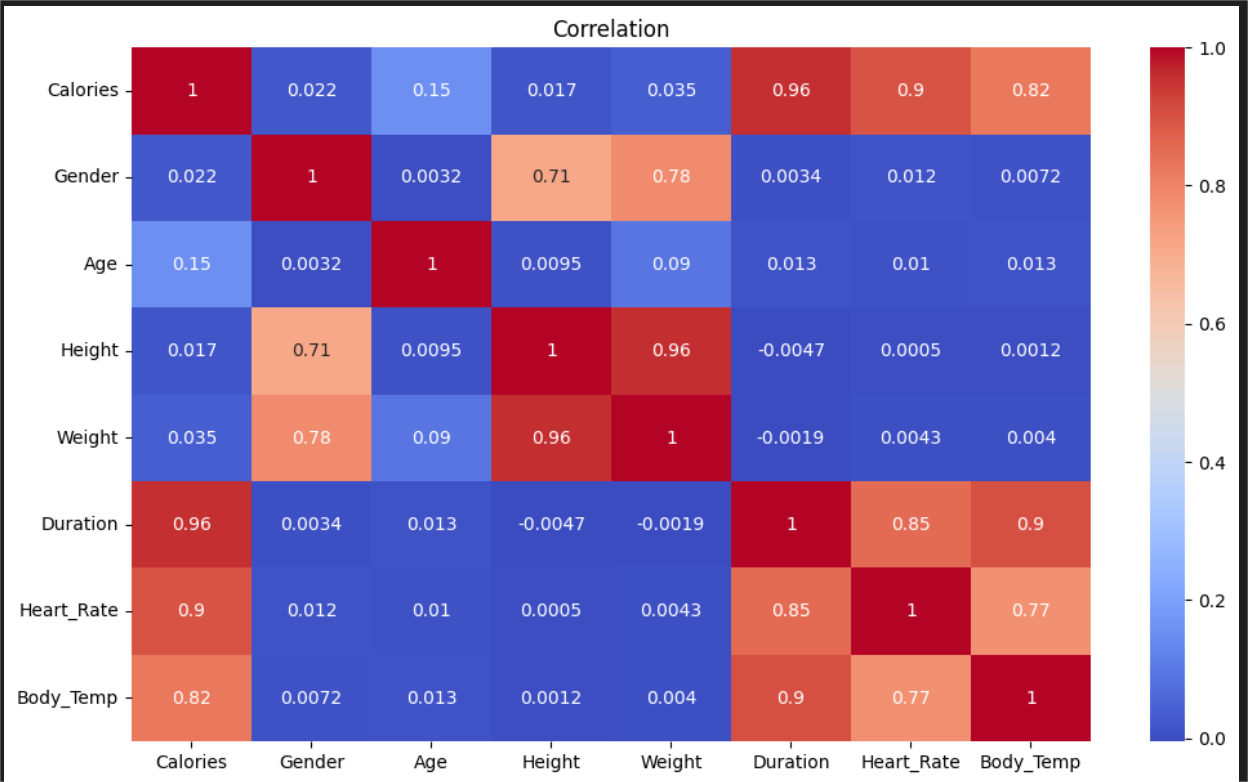 Correlation
Calories 1 0.022 0.15 0.017 0.035 0.96 0.9 0.82
Gender 0.022 1 0.0032 0.71 0.78 0.0034 0.012 0.0072
Age 0.15 0.0032 1 0.0095 0.09 0.013 0.01 0.013
Height 0.017 0.71 0.0095 1 0.96 -0.0047 0.0005 0.0012
Weight 0.035 0.78 0.09 0.96 1 -0.0019 0.0043 0.004
Duration 0.96 0.0034 0.013 -0.0047 -0.0019 1 0.85 0.9
Heart_Rate 0.9 0.012 0.01 0.0005 0.0043 0.85 1 0.77
Body_Temp 0.82 0.0072 0.013 0.0012 0.004 0.9 0.77 1
Calories Gender Age Height Weight Duration Heart_Rate Body_Temp
1.0
0.8
0.6
0.4
0.2
0.0